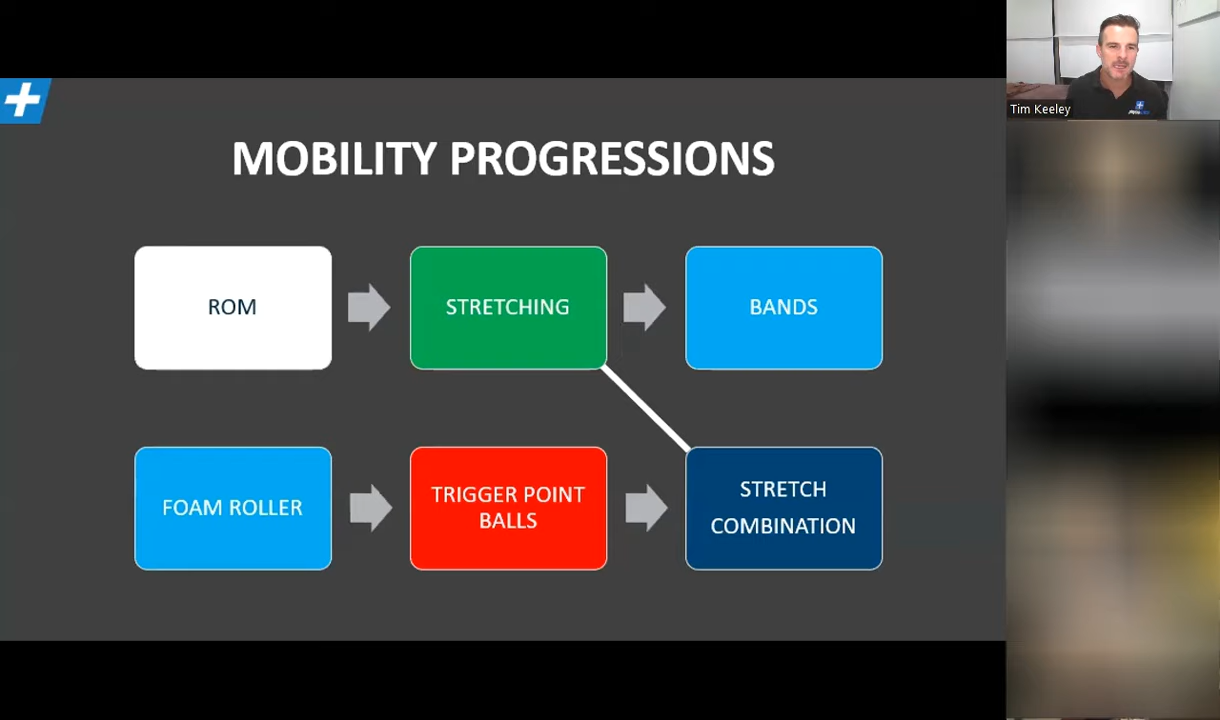 Tim Keeley
MOBILITY PROGRESSIONS
ROM
STRETCHING
BANDS
FOAM ROLLER
TRIGGER POINT
BALLS
STRETCH
COMBINATION